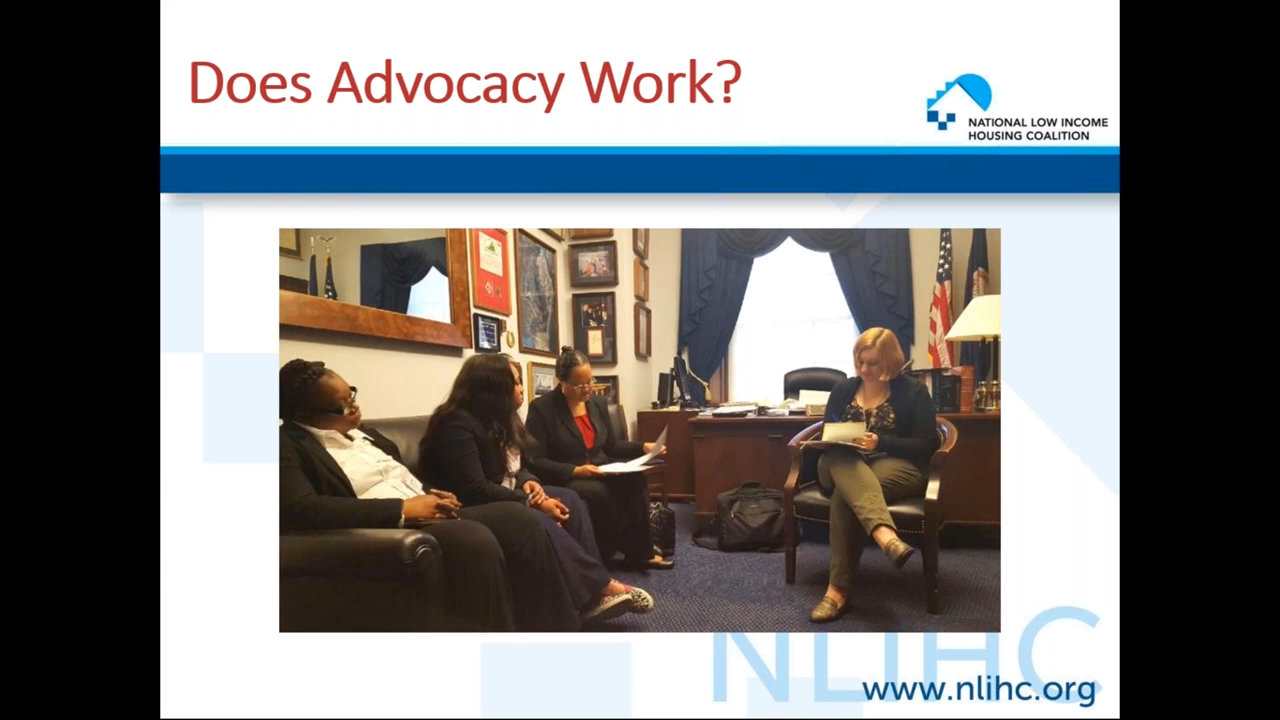 Does Advocacy Work?
NATIONAL LOW INCOME
HOUSING COALITION
NLIHC
www.nlihc.org